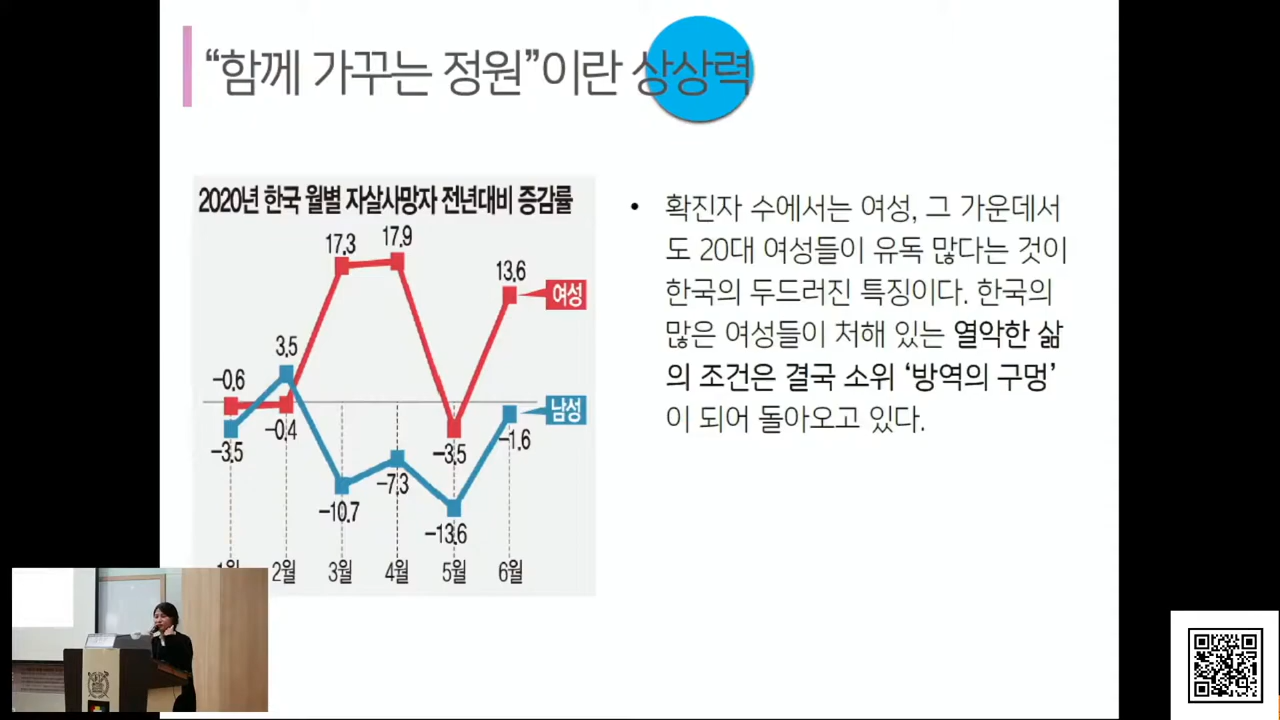 “함께 가꾸는 정원”이란 상상력
2020년 한국 월별 자살사망자 전년대비 증감률
17.3
17.9
13.6
여성
3.5
-0.6
-0.4
-3.5
남성
-1.6
-3.5
-7.3
-10.7
-13.6
1월
2월
3월
4월
5월
6월
• 확진자 수에서는 여성, 그 가운데서
도 20대 여성들이 유독 많다는 것이
한국의 두드러진 특징이다. 한국의
많은 여성들이 처해 있는 열악한 삶
의 조건은 결국 소위 ‘방역의 구멍’
이 되어 돌아오고 있다.